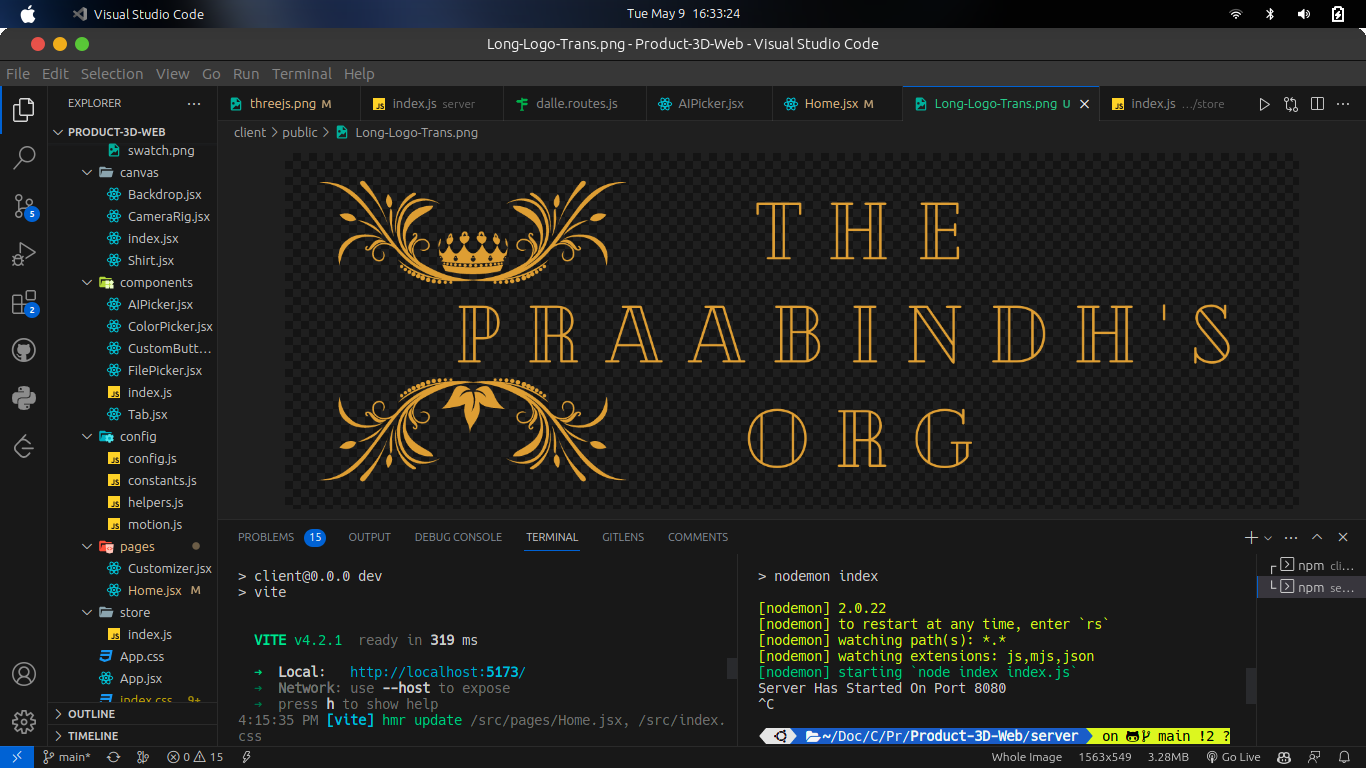 Visual Studio Code
Tue May 9 16:33:24
Long-Logo-Trans.png - Product-3D-Web - Visual Studio Code
File Edit Selection View Go Run Terminal Help
EXPLORER
PRODUCT-3D-WEB
swatch.png
canvas
Backdrop.jsx
CameraRig.jsx
index.jsx
Shirt.jsx
components
AIPicker.jsx
ColorPicker.jsx
CustomButt...
FilePicker.jsx
index.js
Tab.jsx
config
config.js
constants.js
helpers.js
motion.js
pages
Customizer.jsx
Home.jsx M
store
index.js
App.css
App.jsx
index.css 9+
OUTLINE
TIMELINE
5
2
threejs.png M
index.js server
dalle.routes.js
AIPicker.jsx
Home.jsx M
Long-Logo-Trans.png U
index.js .../store
client > public > Long-Logo-Trans.png
THE
PRAABINDH'S
ORG
PROBLEMS 15 OUTPUT DEBUG CONSOLE TERMINAL GITLENS COMMENTS
> client@0.0.0 dev
> vite
VITE v4.2.1 ready in 319 ms
➜ Local: http://localhost:5173/
➜ Network: use --host to expose
➜ press h to show help
4:15:35 PM [vite] hmr update /src/pages/Home.jsx, /src/index.
css
> nodemon index
[nodemon] 2.0.22
[nodemon] to restart at any time, enter `rs`
[nodemon] watching path(s): *.*
[nodemon] watching extensions: js,mjs,json
[nodemon] starting `node index index.js`
Server Has Started On Port 8080
^C
~/Doc/C/Pr/Product-3D-Web/server on main !2 ?
npm cli...
npm se...
main* 0 15
Whole Image 1563x549 3.28MB Go Live